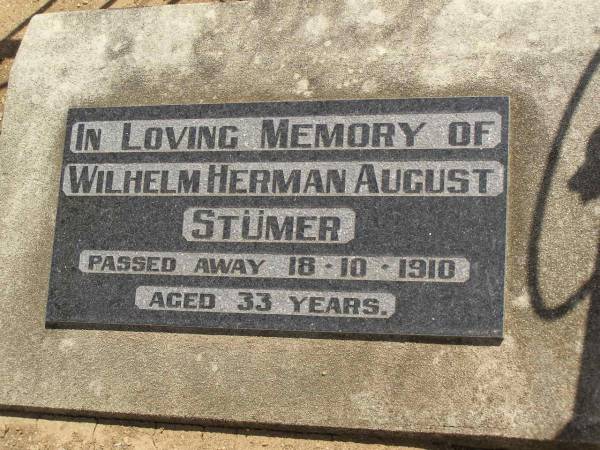 IN LOVING MEMORY OF
WILHELM HERMAN AUGUST
STÜMER
PASSED AWAY 18·10·1910
AGED 33 YEARS.